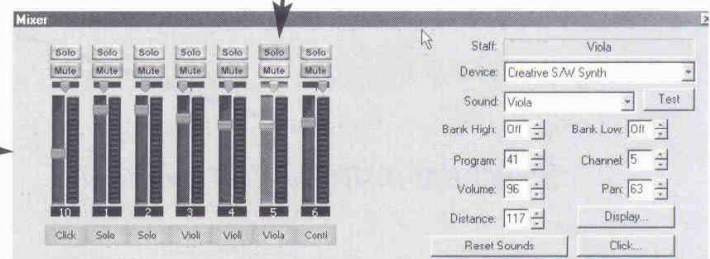 Mixer
Solo Solo Solo Solo Solo Solo Solo
Mute Mute Mute Mute Mute Mute Mute
10 1 2 3 4 5 6
Click Solo Solo Violi Violi Viola Conti
Staff: Viola
Device: Creative S/W Synth
Sound: Viola Test
Bank High: Off Bank Low: Off
Program: 41 Channel: 5
Volume: 96 Pan: 63
Distance: 117 Display...
Reset Sounds Click...